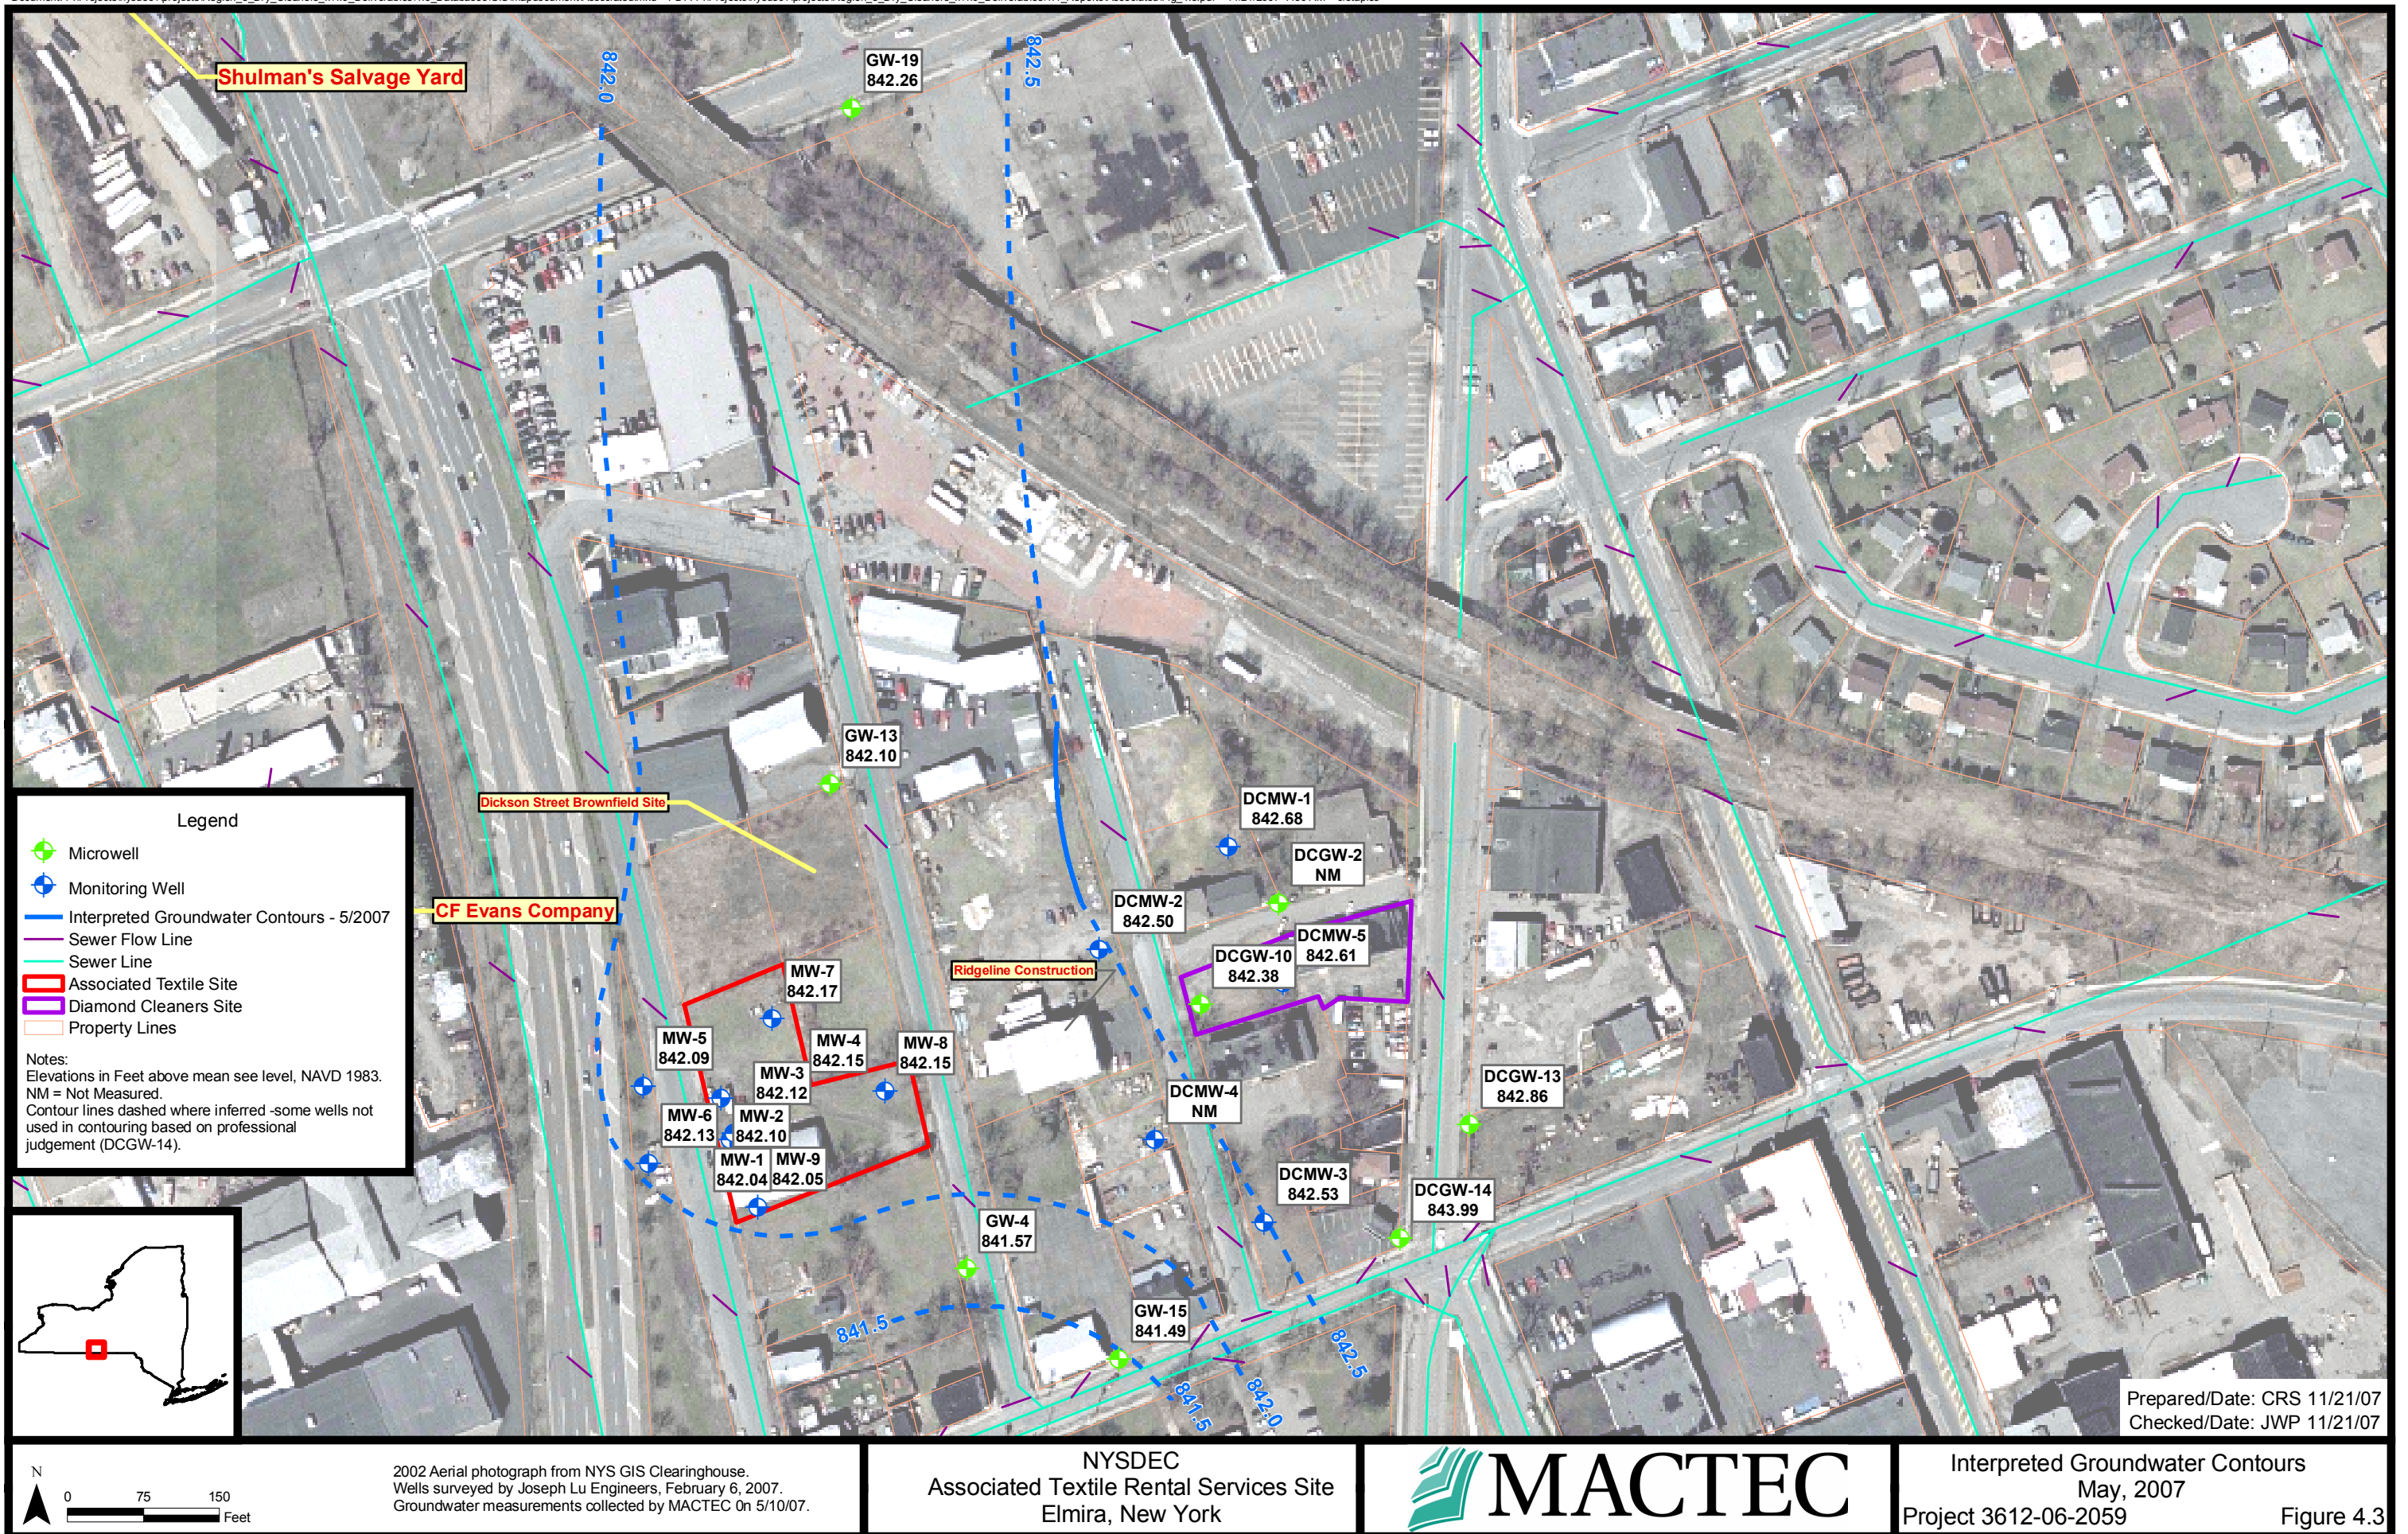 Shulman's Salvage Yard
842.0
GW-19
842.26
842.5
GW-13
842.10
Dickson Street Brownfield Site
CF Evans Company
DCMW-1
842.68
DCGW-2
NM
DCMW-2
842.50
DCMW-5
842.61
DCGW-10
842.38
Ridgeline Construction
MW-7
842.17
MW-5
842.09
MW-4
842.15
MW-8
842.15
MW-3
842.12
MW-6
842.13
MW-2
842.10
MW-1
842.04
MW-9
842.05
DCMW-4
NM
DCGW-13
842.86
DCMW-3
842.53
DCGW-14
843.99
GW-4
841.57
GW-15
841.49
841.5
841.5
842.0
842.5
Legend
Microwell
Monitoring Well
Interpreted Groundwater Contours - 5/2007
Sewer Flow Line
Sewer Line
Associated Textile Site
Diamond Cleaners Site
Property Lines
Notes:
Elevations in Feet above mean see level, NAVD 1983.
NM = Not Measured.
Contour lines dashed where inferred -some wells not
used in contouring based on professional
judgement (DCGW-14).
Prepared/Date: CRS 11/21/07
Checked/Date: JWP 11/21/07
N
0 75 150
Feet
2002 Aerial photograph from NYS GIS Clearinghouse.
Wells surveyed by Joseph Lu Engineers, February 6, 2007.
Groundwater measurements collected by MACTEC 0n 5/10/07.
NYSDEC
Associated Textile Rental Services Site
Elmira, New York
MACTEC
Interpreted Groundwater Contours
May, 2007
Project 3612-06-2059
Figure 4.3